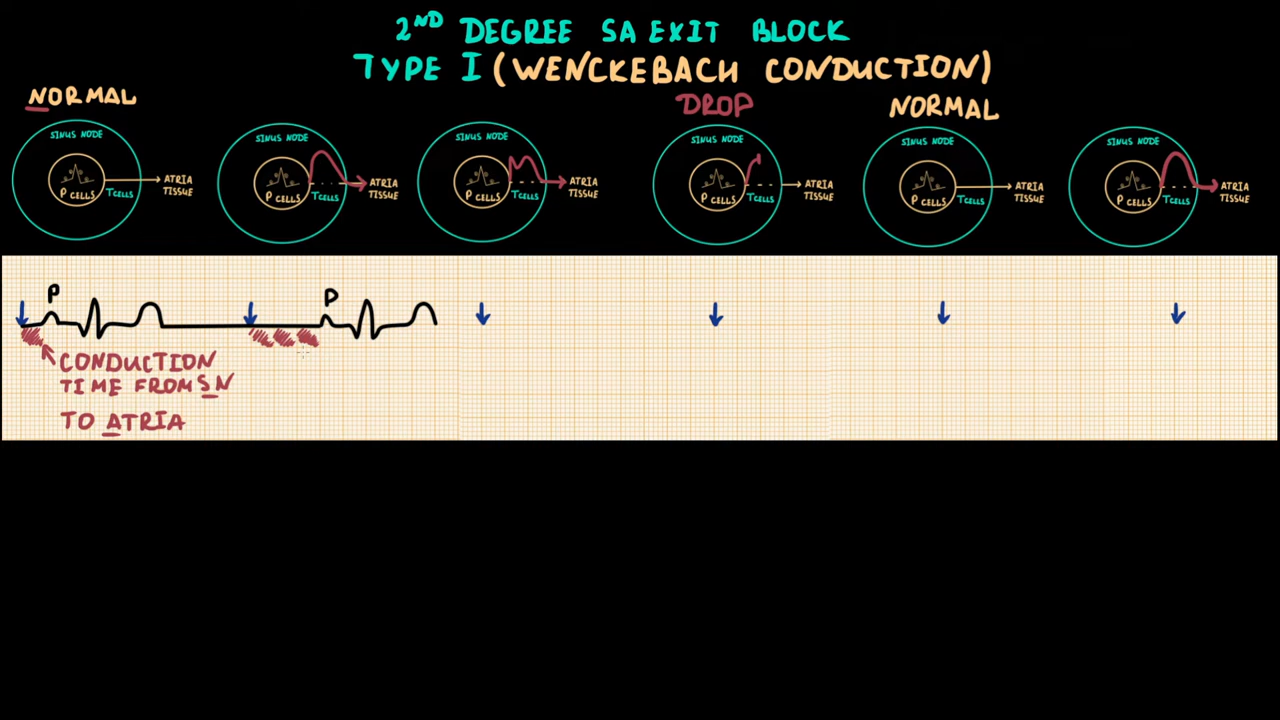 2ND DEGREE SA EXIT BLOCK
TYPE I (WENCKEBACH CONDUCTION)
NORMAL
DROP
NORMAL
SINUS NODE
P CELLS
T CELLS
ATRIA
TISSUE
SINUS NODE
P CELLS
T CELLS
ATRIA
TISSUE
SINUS NODE
P CELLS
T CELLS
ATRIA
TISSUE
SINUS NODE
P CELLS
T CELLS
ATRIA
TISSUE
SINUS NODE
P CELLS
T CELLS
ATRIA
TISSUE
SINUS NODE
P CELLS
T CELLS
ATRIA
TISSUE
P
P
CONDUCTION
TIME FROM SN
TO ATRIA